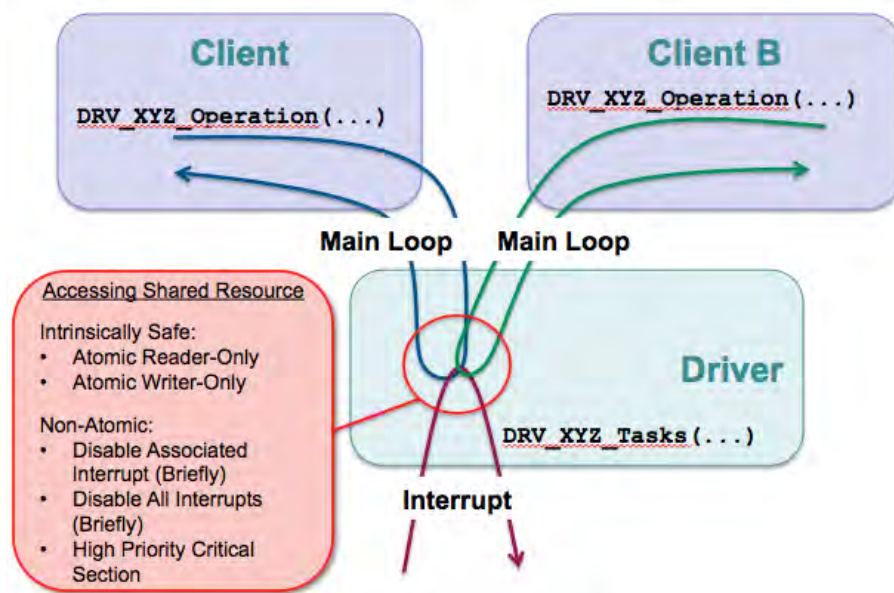 Client
DRV_XYZ_Operation(...)
Client B
DRV_XYZ_Operation(...)
Main Loop
Main Loop
Accessing Shared Resource
Intrinsically Safe:
• Atomic Reader-Only
• Atomic Writer-Only
Non-Atomic:
• Disable Associated
Interrupt (Briefly)
• Disable All Interrupts
(Briefly)
• High Priority Critical
Section
Driver
DRV_XYZ_Tasks(...)
Interrupt